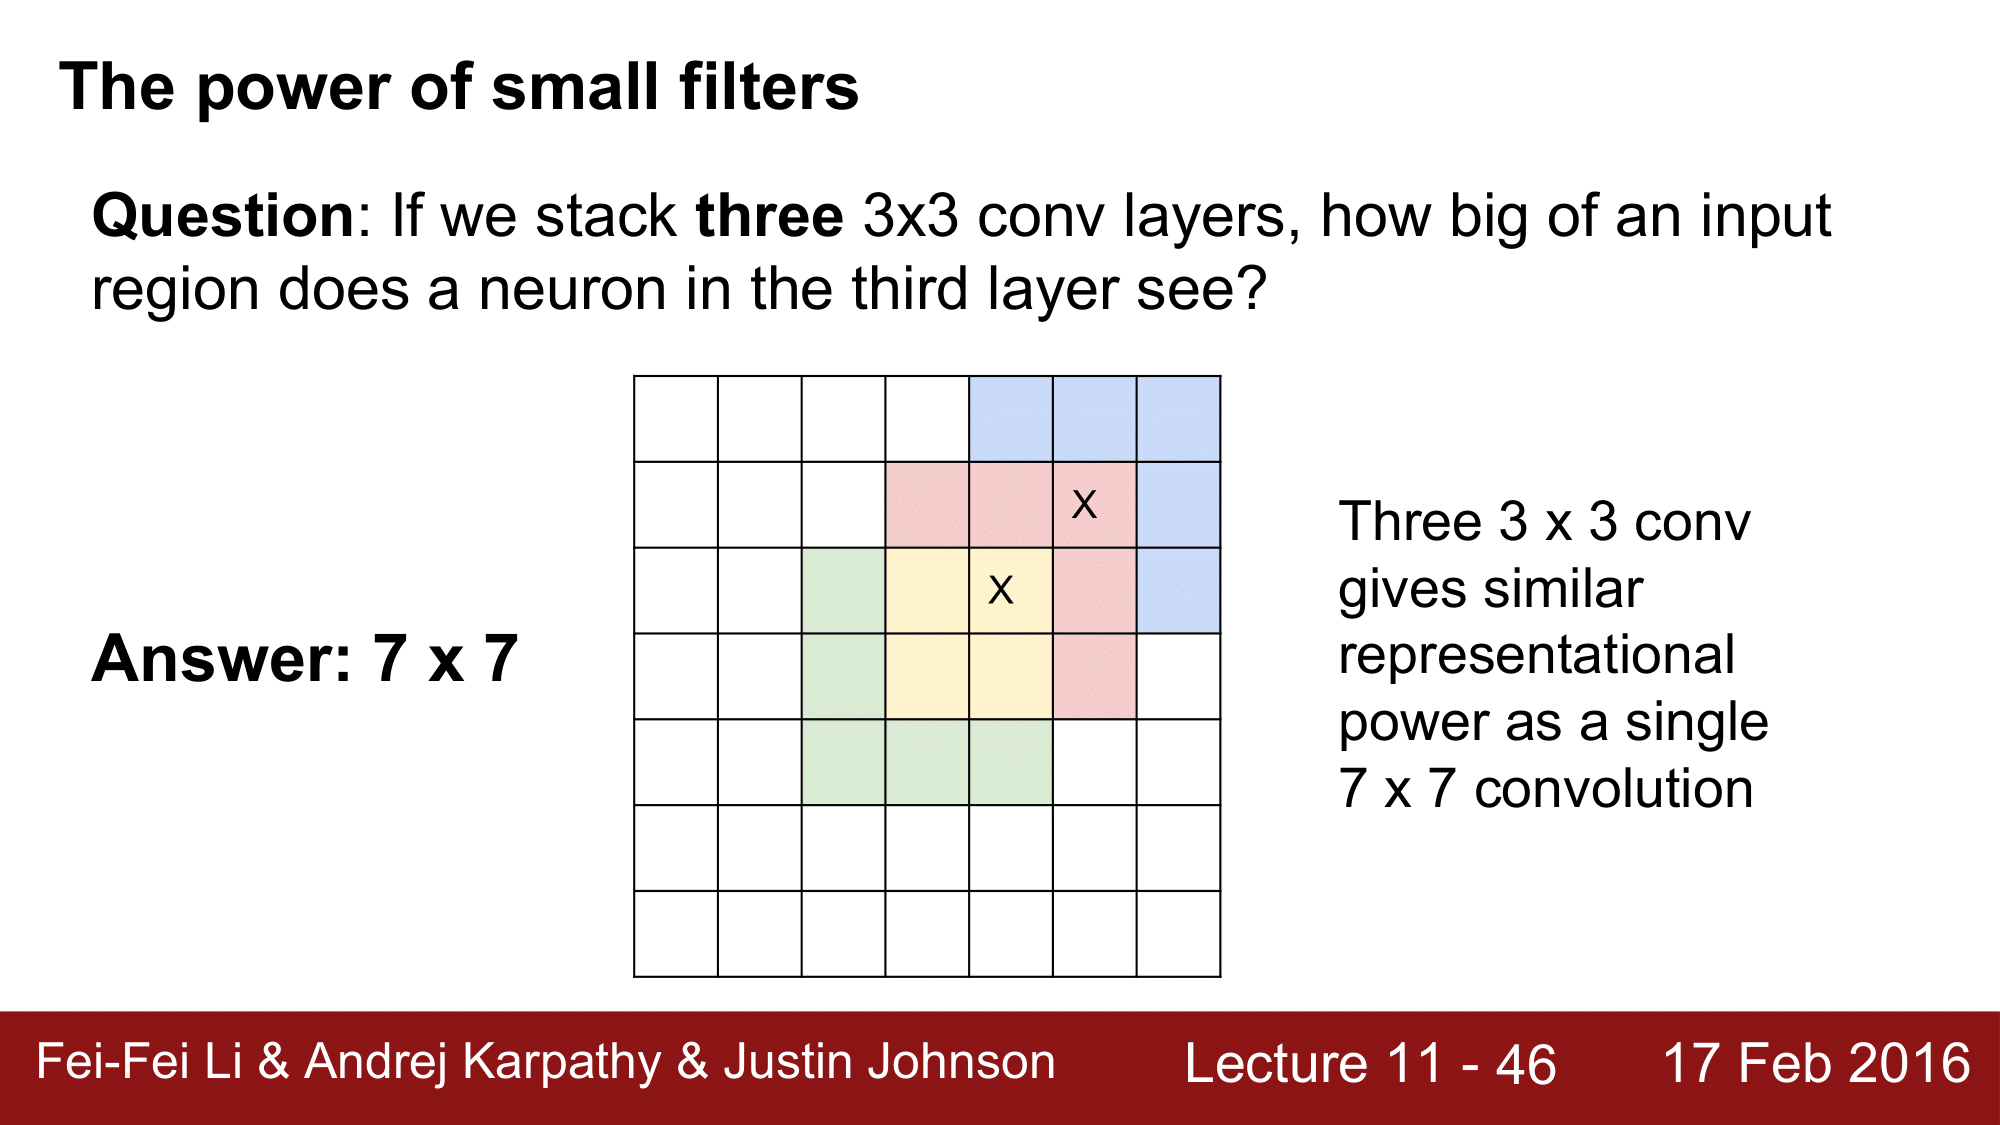 The power of small filters
Question: If we stack three 3x3 conv layers, how big of an input
region does a neuron in the third layer see?
X
X
Answer: 7 x 7
Three 3 x 3 conv
gives similar
representational
power as a single
7 x 7 convolution
Fei-Fei Li & Andrej Karpathy & Justin Johnson
Lecture 11 - 46
17 Feb 2016